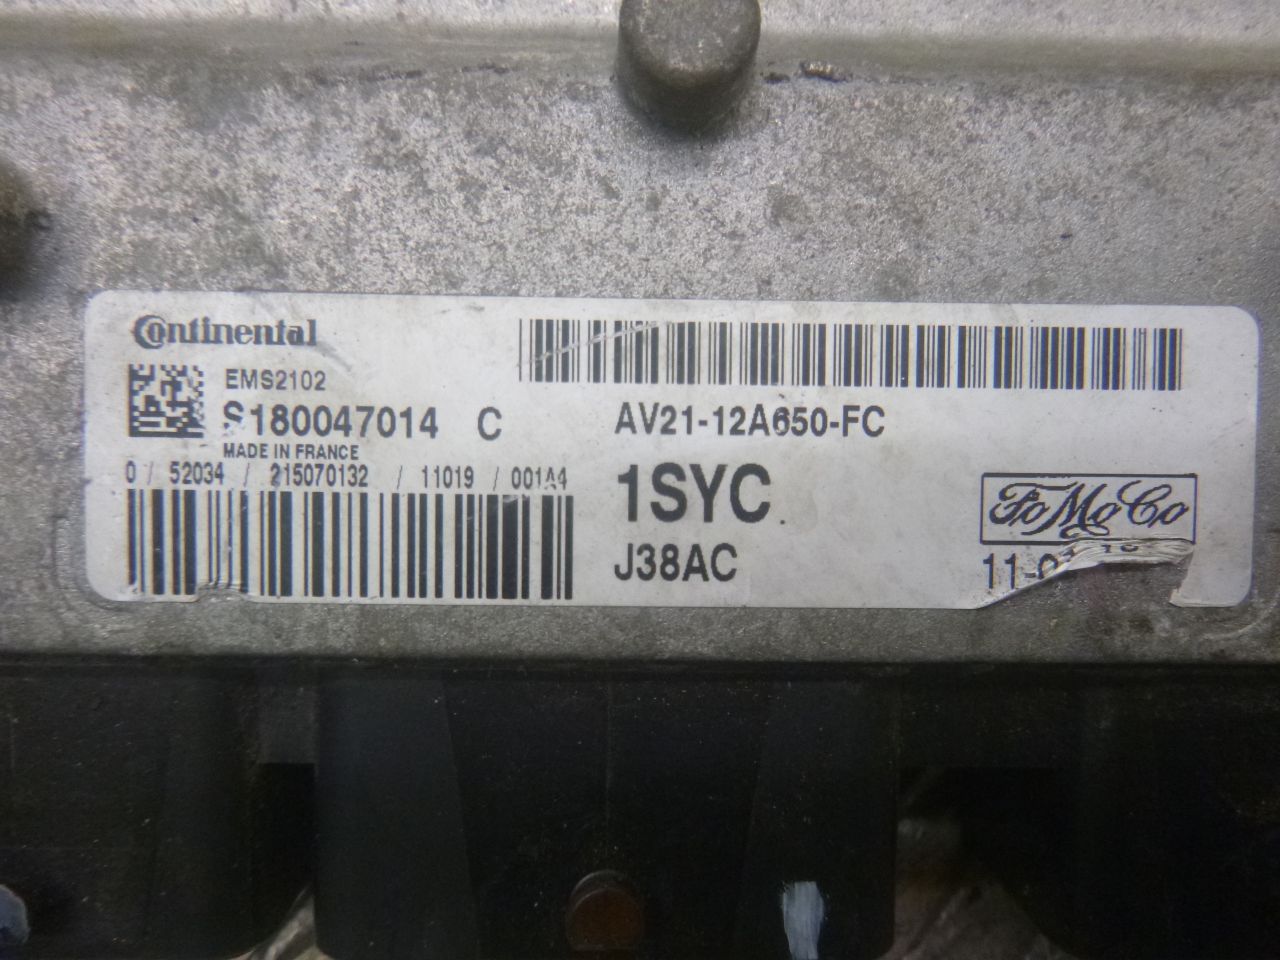 Continental
EMS2102
S180047014 C
MADE IN FRANCE
0 / 52034 / 215070132 / 11019 / 001A4
AV21-12A650-FC
1SYC
J38AC
FoMoCo